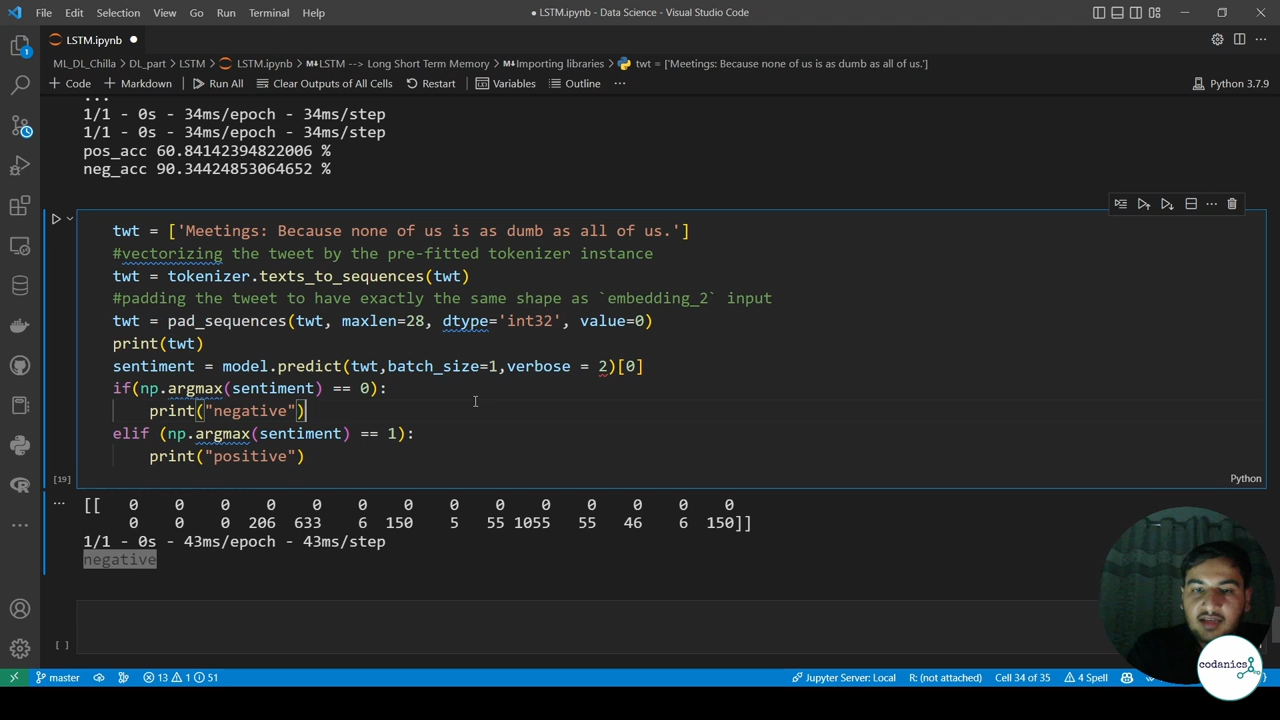 File Edit Selection View Go Run Terminal Help
● LSTM.ipynb - Data Science - Visual Studio Code
LSTM.ipynb ●
ML_DL_Chilla > DL_part > LSTM > LSTM.ipynb > M↓LSTM --> Long Short Term Memory > M↓Importing libraries > twt = ['Meetings: Because none of us is as dumb as all of us.']
+ Code + Markdown Run All Clear Outputs of All Cells Restart Variables Outline ··· Python 3.7.9
...
1/1 - 0s - 34ms/epoch - 34ms/step
1/1 - 0s - 34ms/epoch - 34ms/step
pos_acc 60.84142394822006 %
neg_acc 90.34424853064652 %
twt = ['Meetings: Because none of us is as dumb as all of us.']
#vectorizing the tweet by the pre-fitted tokenizer instance
twt = tokenizer.texts_to_sequences(twt)
#padding the tweet to have exactly the same shape as `embedding_2` input
twt = pad_sequences(twt, maxlen=28, dtype='int32', value=0)
print(twt)
sentiment = model.predict(twt,batch_size=1,verbose = 2)[0]
if(np.argmax(sentiment) == 0):
    print("negative")
elif (np.argmax(sentiment) == 1):
    print("positive")
[19] Python
... [[ 0 0 0 0 0 0 0 0 0 0 0 0 0 0
0 0 0 206 633 6 150 5 55 1055 55 46 6 150]]
1/1 - 0s - 43ms/epoch - 43ms/step
negative
[ ]
codanics
master 13 1 51 Jupyter Server: Local R: (not attached) Cell 34 of 35 4 Spell